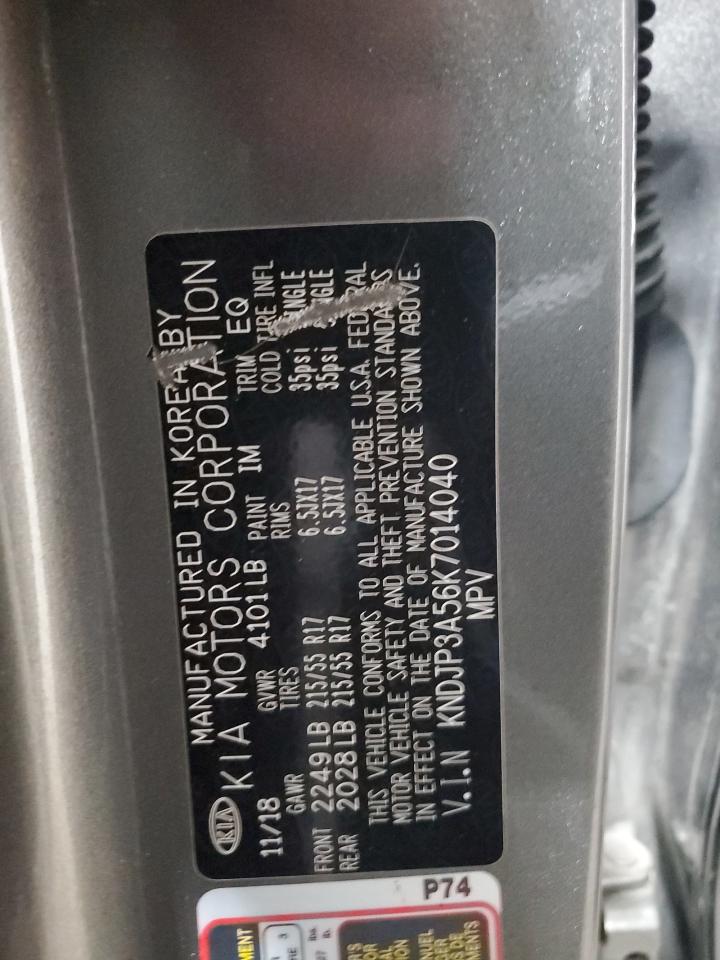 KIA
MANUFACTURED IN KOREA BY
KIA MOTORS CORPORATION
11/18 GVWR 4101LB PAINT IM TRIM EQ
GAWR TIRES RIMS COLD TIRE INFL
FRONT 2249LB 215/55 R17 6.5JX17 35psi SINGLE
REAR 2028LB 215/55 R17 6.5JX17 35psi SINGLE
THIS VEHICLE CONFORMS TO ALL APPLICABLE U.S.A. FEDERAL
MOTOR VEHICLE SAFETY AND THEFT PREVENTION STANDARDS
IN EFFECT ON THE DATE OF MANUFACTURE SHOWN ABOVE.
V.I.N KNDJP3A56K7014040
MPV
P74